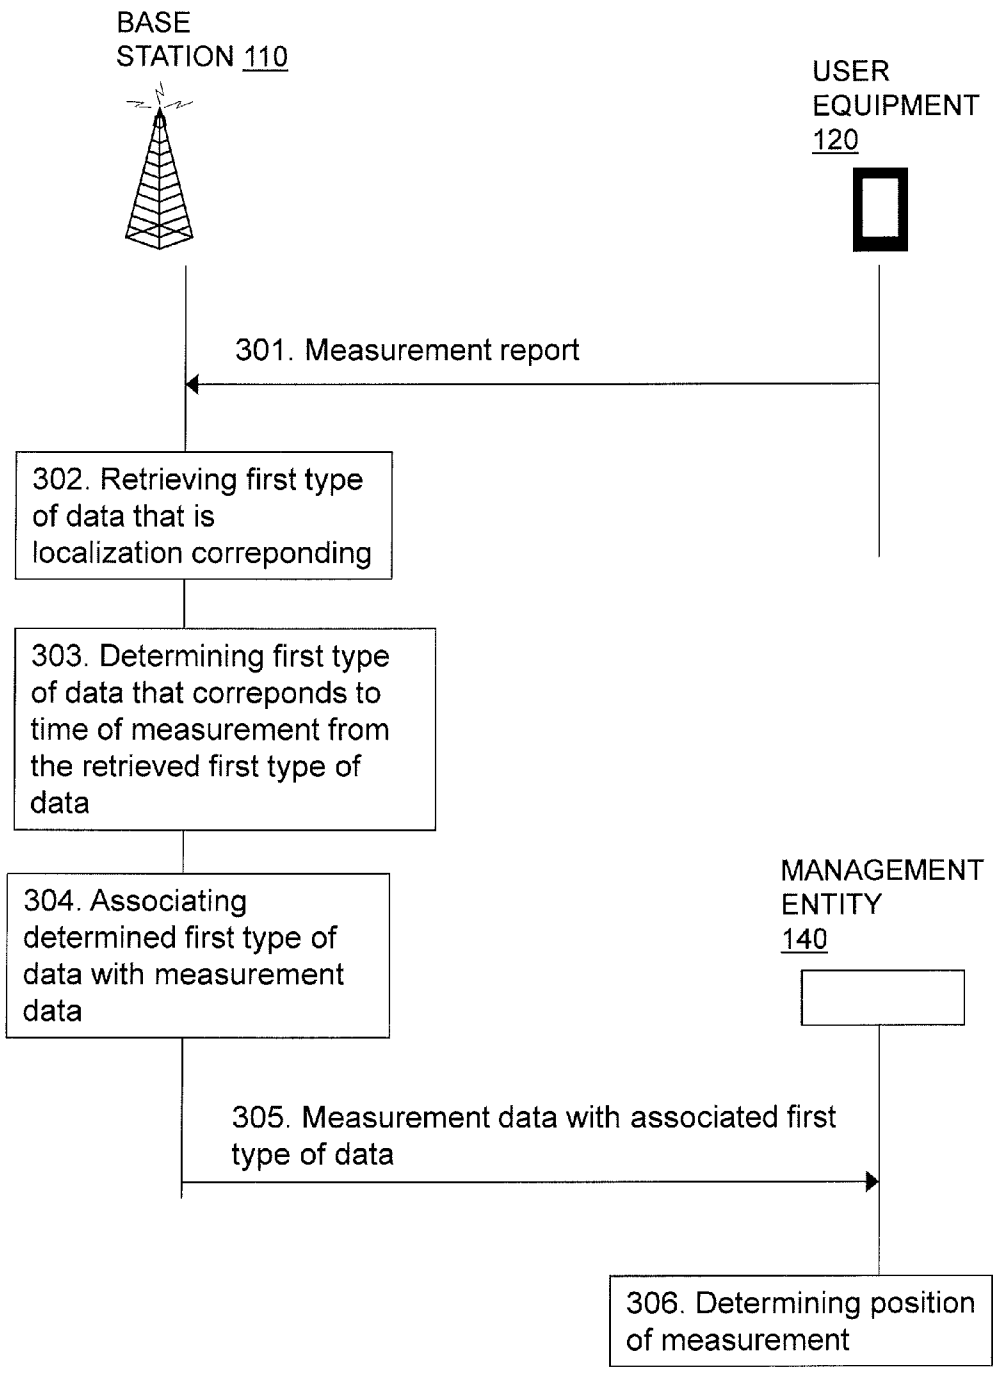 BASE
STATION 110
USER
EQUIPMENT
120
301. Measurement report
302. Retrieving first type
of data that is
localization correponding
303. Determining first type
of data that correponds to
time of measurement from
the retrieved first type of
data
304. Associating
determined first type of
data with measurement
data
MANAGEMENT
ENTITY
140
305. Measurement data with associated first
type of data
306. Determining position
of measurement